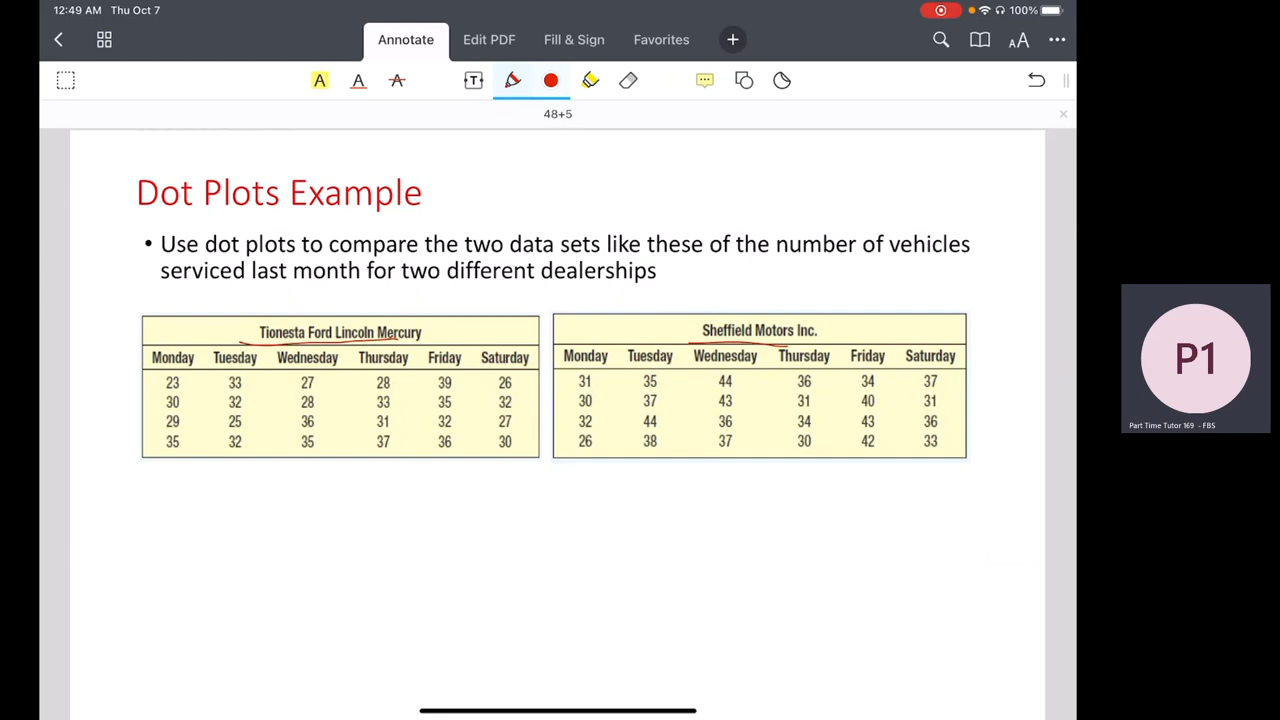 12:49 AM Thu Oct 7
100%
Annotate
Edit PDF
Fill & Sign
Favorites
+
AA
A A A T
48+5
×
Dot Plots Example
• Use dot plots to compare the two data sets like these of the number of vehicles
serviced last month for two different dealerships
Tionesta Ford Lincoln Mercury
Monday Tuesday Wednesday Thursday Friday Saturday
23 33 27 28 39 26
30 32 28 33 35 32
29 25 36 31 32 27
35 32 35 37 36 30
Sheffield Motors Inc.
Monday Tuesday Wednesday Thursday Friday Saturday
31 35 44 36 34 37
30 37 43 31 40 31
32 44 36 34 43 36
26 38 37 30 42 33
P1
Part Time Tutor 169 - FBS